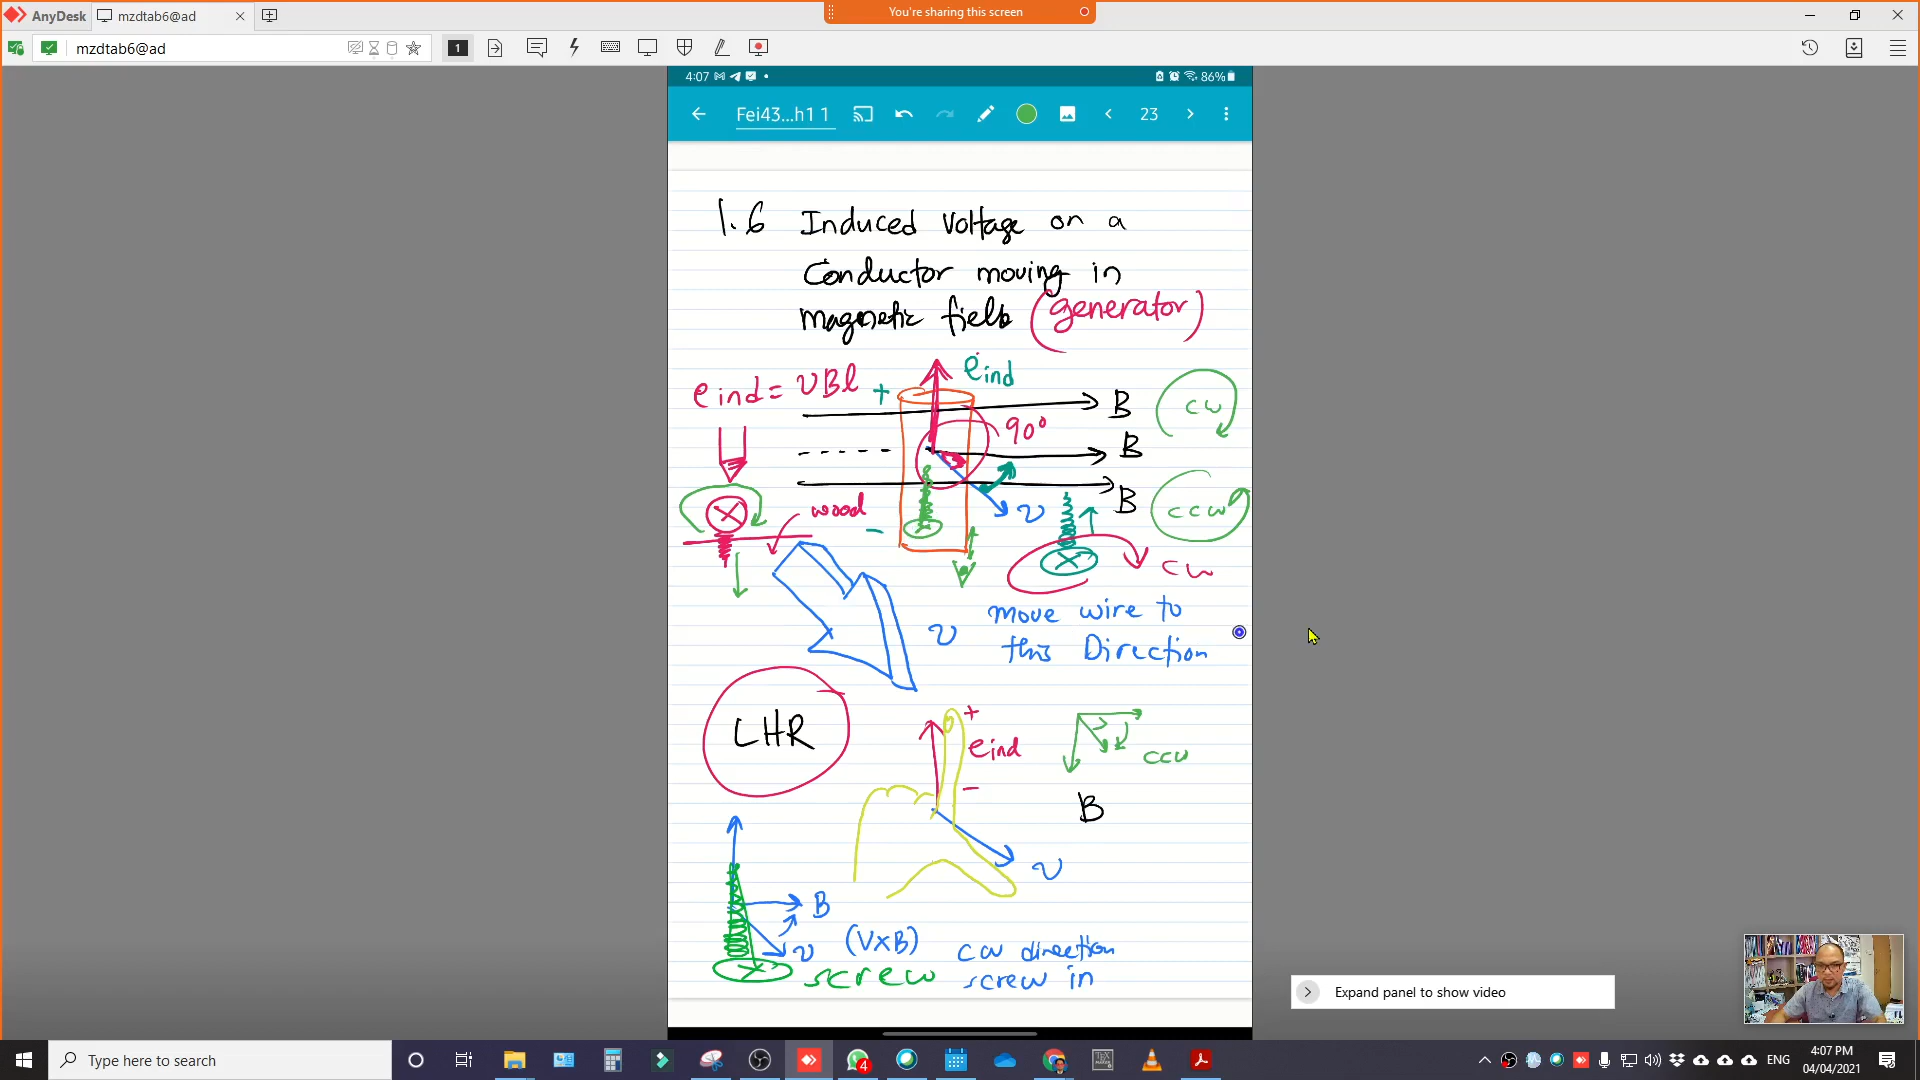 AnyDesk
mzdtab6@ad
You're sharing this screen
mzdtab6@ad
1
4:07
86%
Fei43...h1 1
23
1.6 Induced Voltage on a
Conductor moving in
magnetic field (generator)
eind = vBl
+
eind
B
CW
90°
B
B
CCW
wood
-
v
CW
v
move wire to
this Direction
LHR
+
eind
-
CCW
B
v
B
v
(V×B)
CW direction
screw
screw in
Expand panel to show video
Type here to search
4
ENG
4:07 PM
04/04/2021